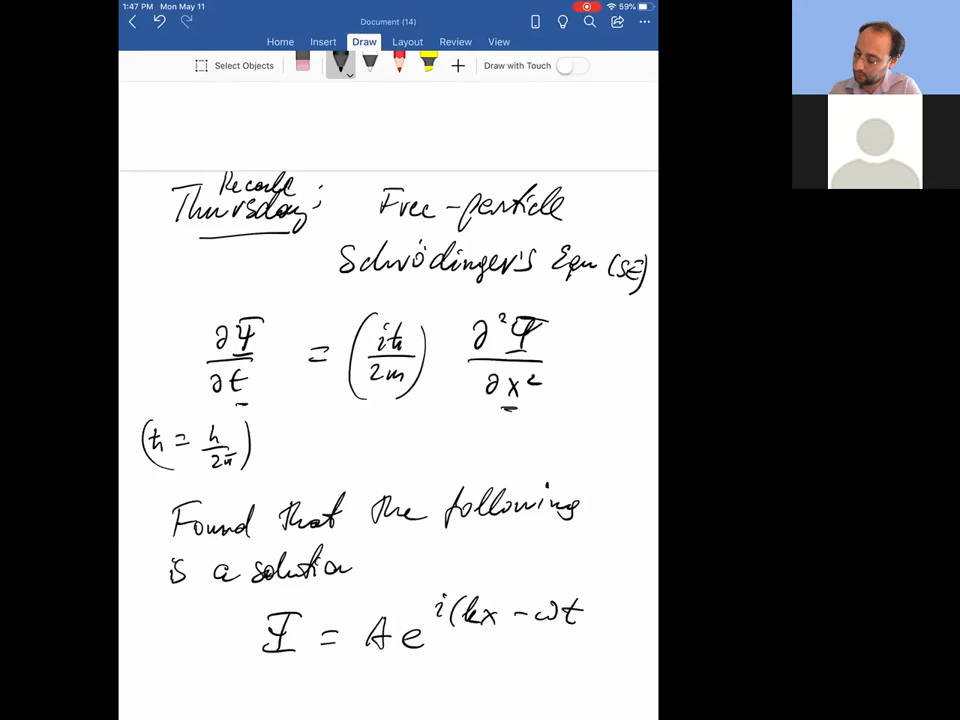 1:47 PM Mon May 11
59%
Document (14)
Home Insert Draw Layout Review View
Select Objects
Draw with Touch
Recall
Thursday: Free-particle
Schrödinger's Equn (SE)
∂Ψ/∂t = (iħ/2m) ∂²Ψ/∂x²
(ħ = h/2π)
Found that the following
is a solution
Ψ = A e^i(kx - ωt